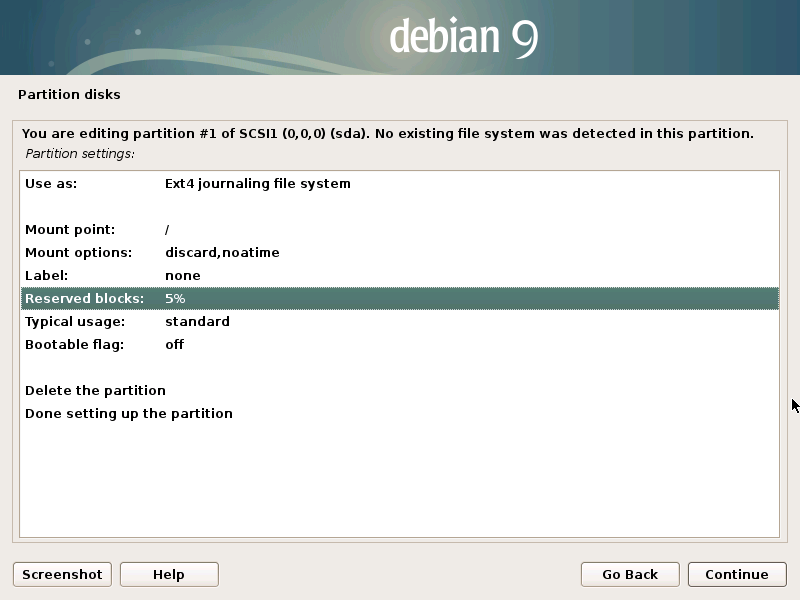 debian 9
Partition disks
You are editing partition #1 of SCSI1 (0,0,0) (sda). No existing file system was detected in this partition.
Partition settings:
Use as: Ext4 journaling file system
Mount point: /
Mount options: discard,noatime
Label: none
Reserved blocks: 5%
Typical usage: standard
Bootable flag: off
Delete the partition
Done setting up the partition
Screenshot Help Go Back Continue